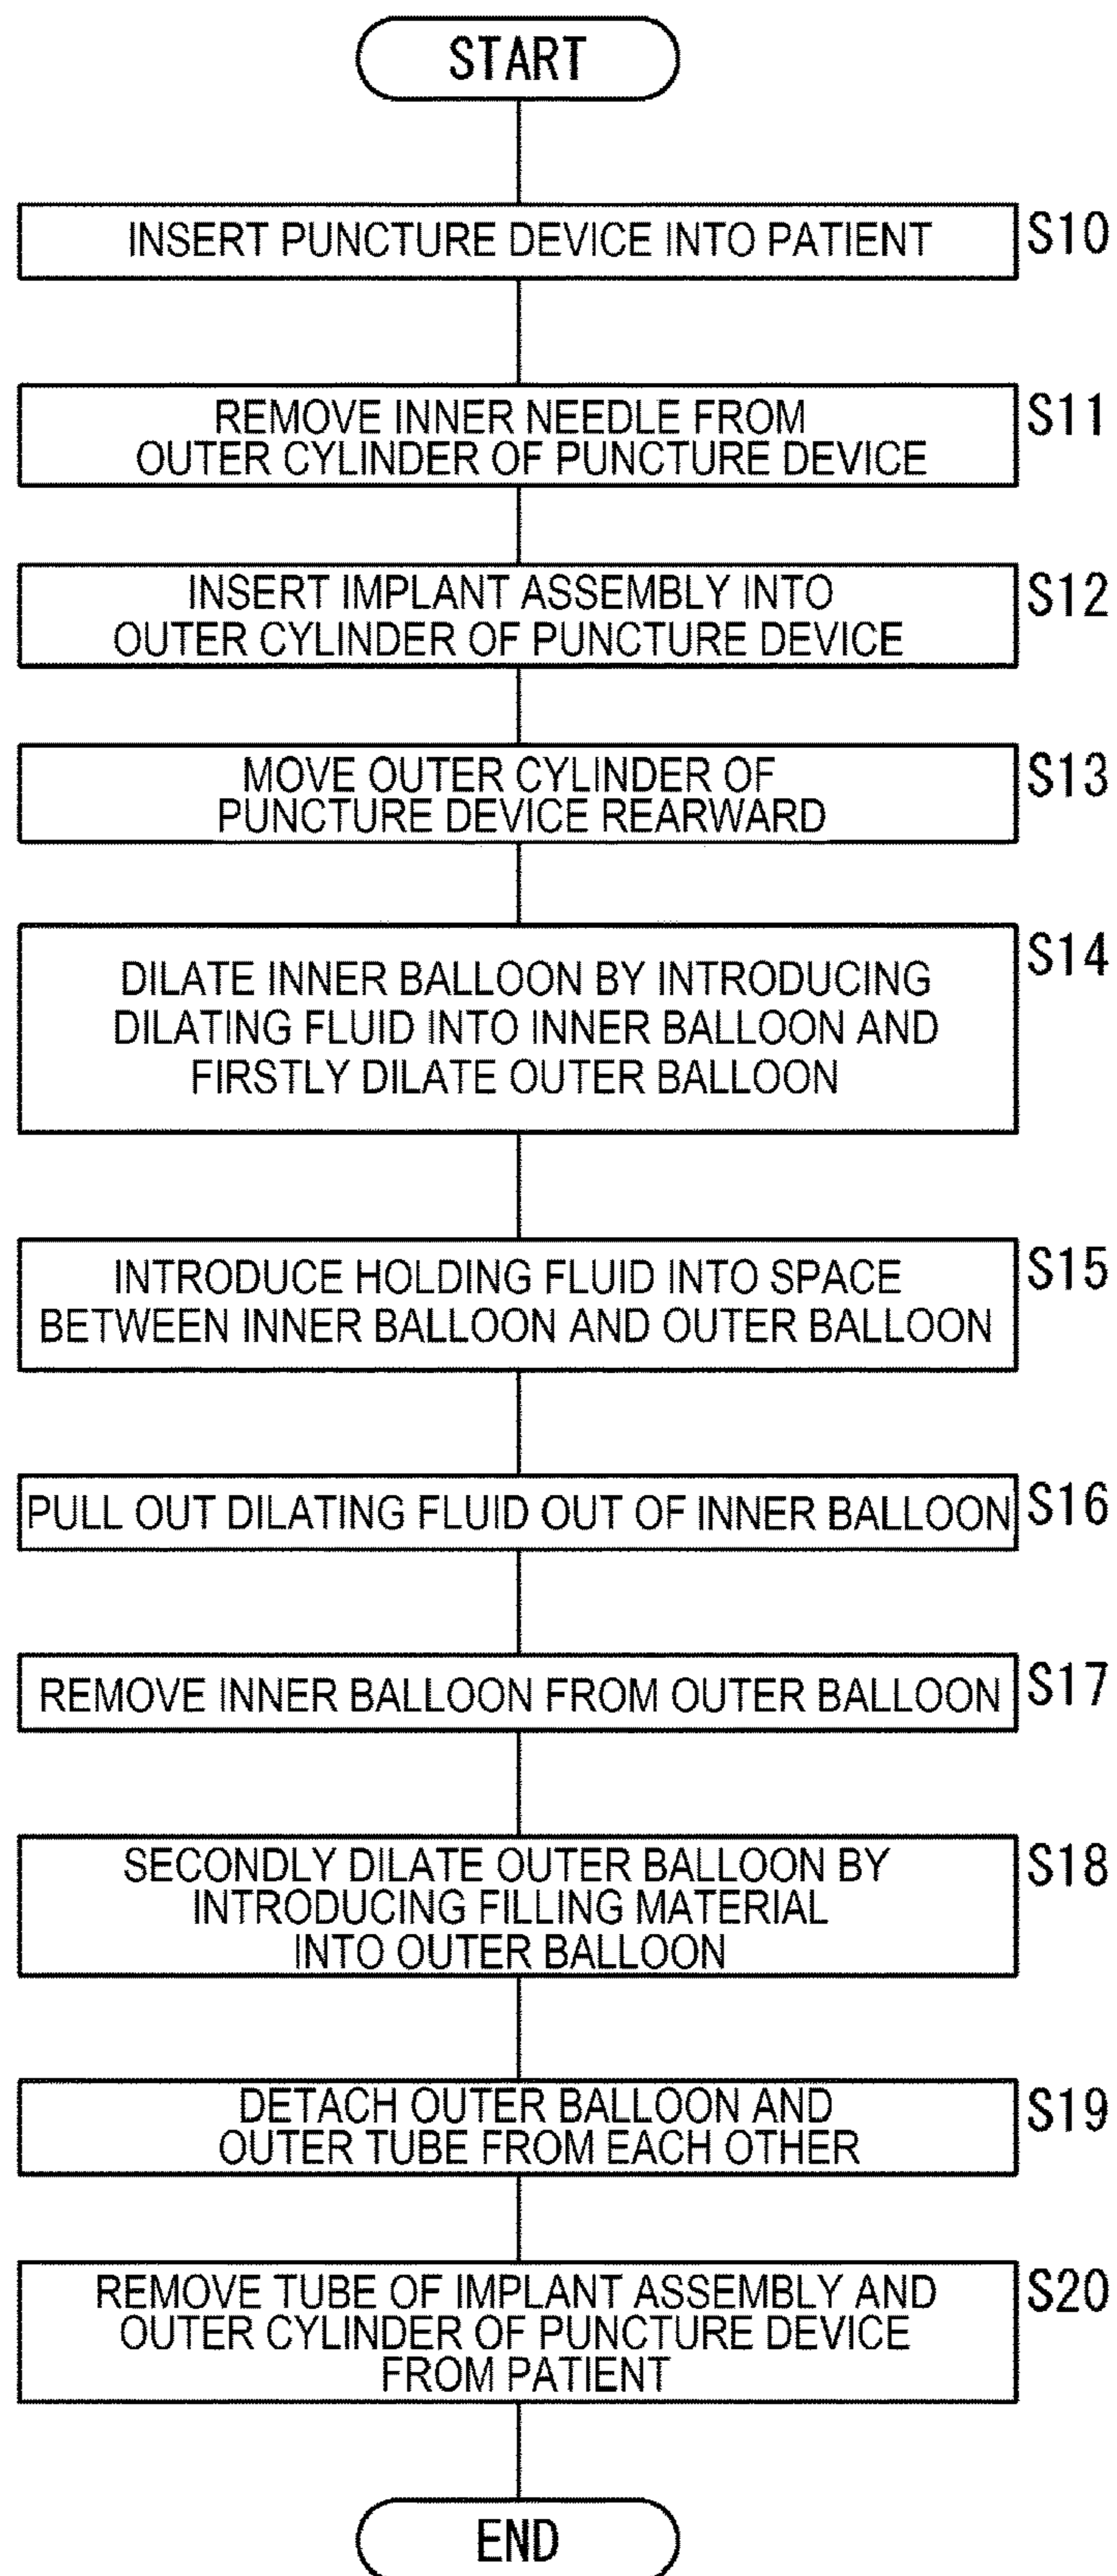 START
INSERT PUNCTURE DEVICE INTO PATIENT
S10
REMOVE INNER NEEDLE FROM
OUTER CYLINDER OF PUNCTURE DEVICE
S11
INSERT IMPLANT ASSEMBLY INTO
OUTER CYLINDER OF PUNCTURE DEVICE
S12
MOVE OUTER CYLINDER OF
PUNCTURE DEVICE REARWARD
S13
DILATE INNER BALLOON BY INTRODUCING
DILATING FLUID INTO INNER BALLOON AND
FIRSTLY DILATE OUTER BALLOON
S14
INTRODUCE HOLDING FLUID INTO SPACE
BETWEEN INNER BALLOON AND OUTER BALLOON
S15
PULL OUT DILATING FLUID OUT OF INNER BALLOON
S16
REMOVE INNER BALLOON FROM OUTER BALLOON
S17
SECONDLY DILATE OUTER BALLOON BY
INTRODUCING FILLING MATERIAL
INTO OUTER BALLOON
S18
DETACH OUTER BALLOON AND
OUTER TUBE FROM EACH OTHER
S19
REMOVE TUBE OF IMPLANT ASSEMBLY AND
OUTER CYLINDER OF PUNCTURE DEVICE
FROM PATIENT
S20
END